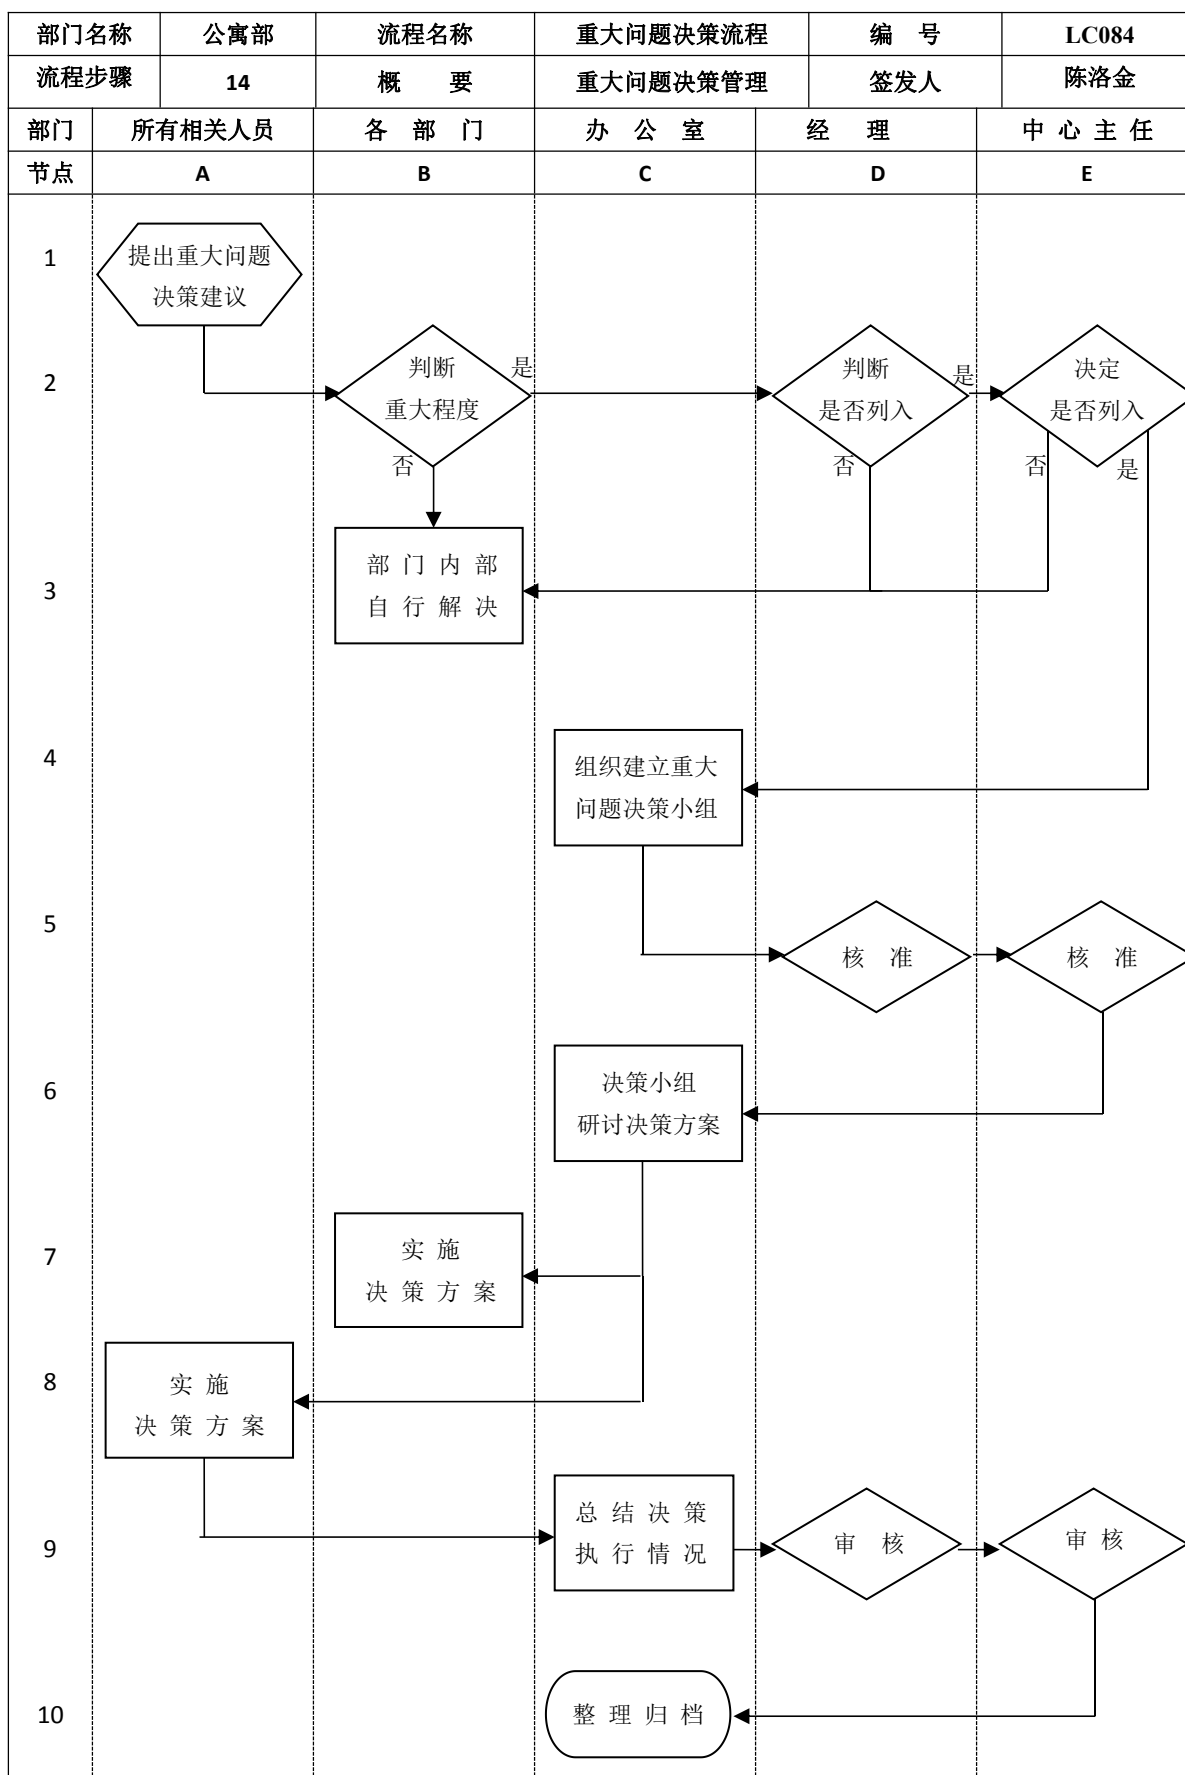 部门名称 公寓部 流程名称 重大问题决策流程 编 号 LC084
流程步骤 14 概 要 重大问题决策管理 签发人 陈洛金
部门 所有相关人员 各 部 门 办 公 室 经 理 中 心 主 任
节点 A B C D E
1
提出重大问题
决策建议
2
判断
重大程度
是
否
判断
是否列入
是
否
决定
是否列入
否
是
3
部 门 内 部
自 行 解 决
4
组织建立重大
问题决策小组
5
核 准
核 准
6
决策小组
研讨决策方案
7
实 施
决 策 方 案
8
实 施
决 策 方 案
9
总 结 决 策
执 行 情 况
审 核
审 核
10
整 理 归 档